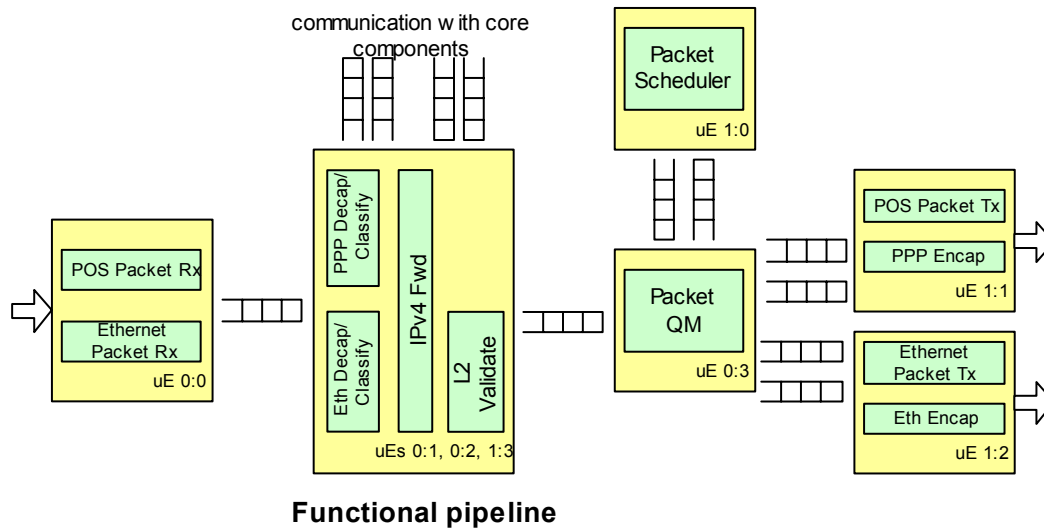 communication with core
components
Packet
Scheduler
uE 1:0
POS Packet Rx
Ethernet
Packet Rx
uE 0:0
PPP Decap/
Classify
Eth Decap/
Classify
IPv4 Fwd
L2
Validate
uEs 0:1, 0:2, 1:3
Packet
QM
uE 0:3
POS Packet Tx
PPP Encap
uE 1:1
Ethernet
Packet Tx
Eth Encap
uE 1:2
Functional pipeline